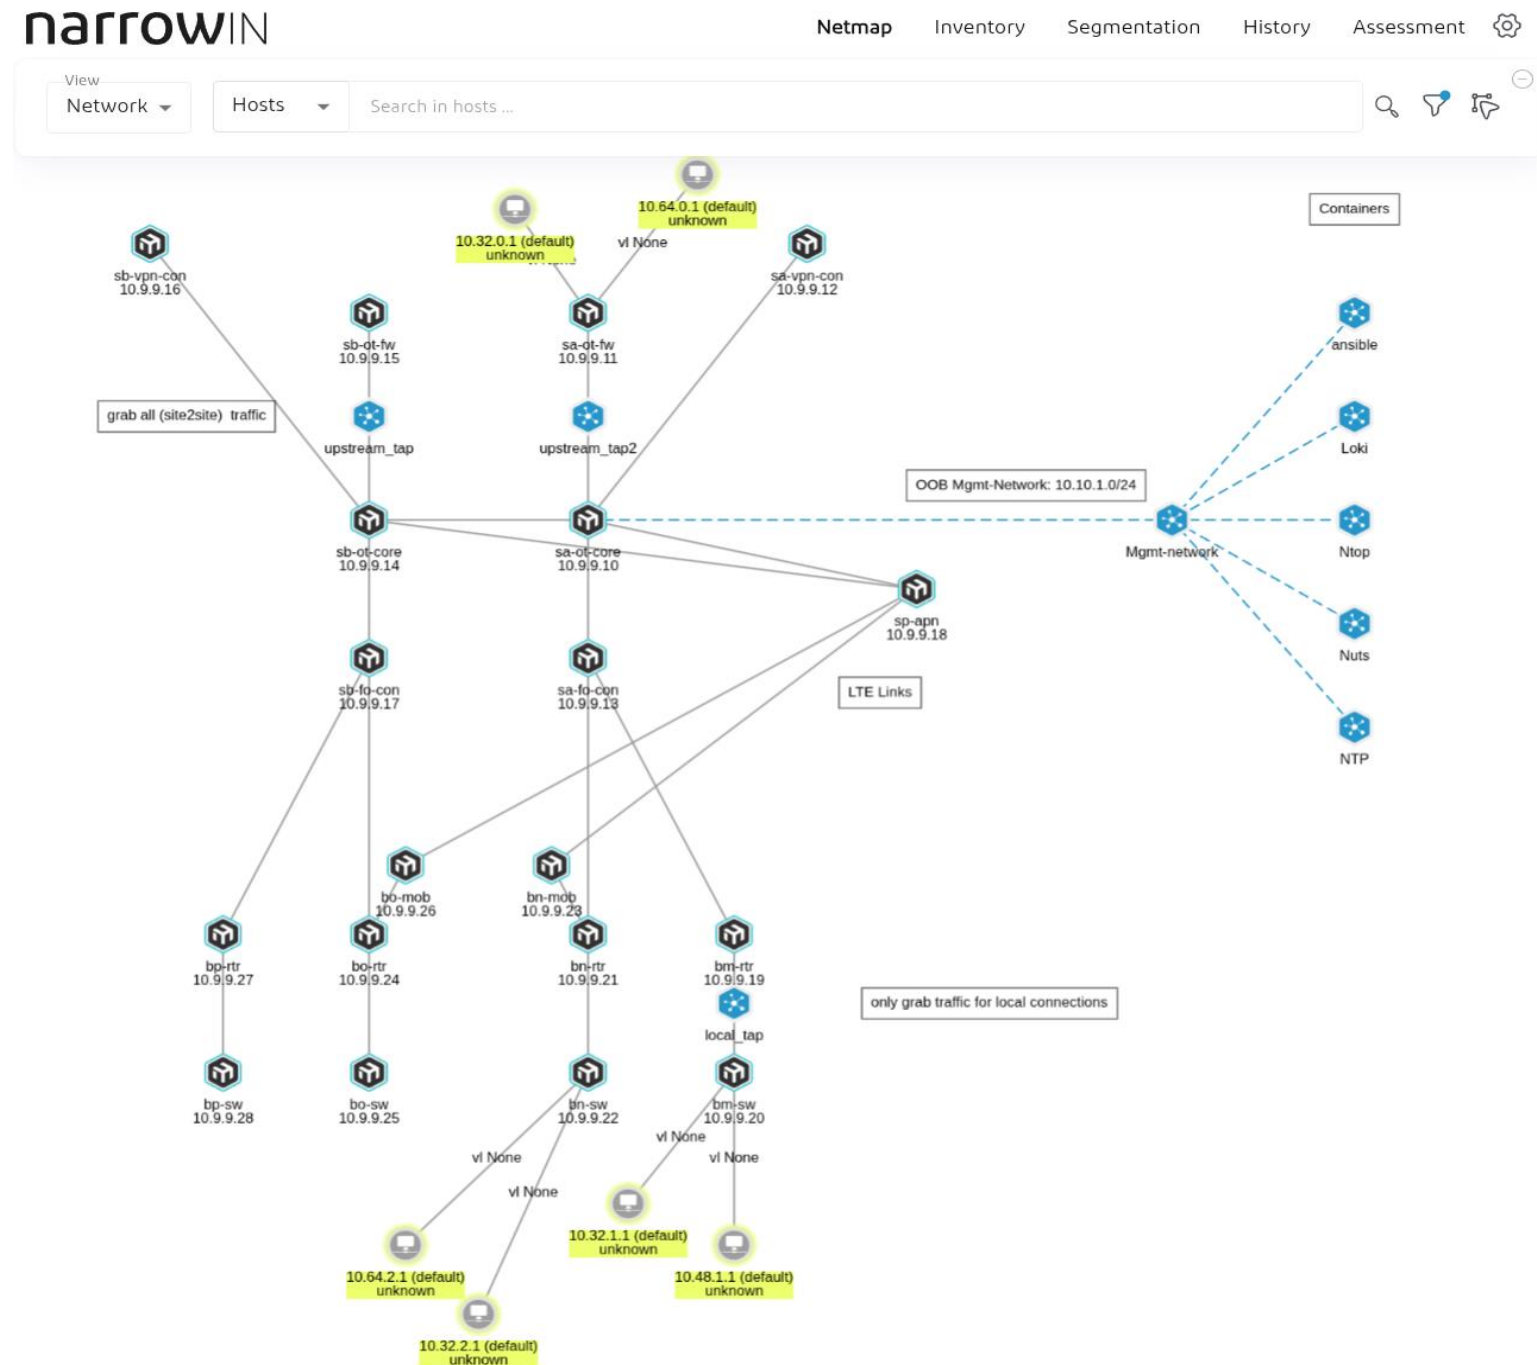 narrowIN
Netmap
Inventory
Segmentation
History
Assessment
View
Network
Hosts
Search in hosts ...
10.64.0.1 (default)
unknown
Containers
10.32.0.1 (default)
unknown
vl None
sb-vpn-con
10.9.9.16
sa-vpn-con
10.9.9.12
sb-ot-fw
10.9.9.15
sa-ot-fw
10.9.9.11
ansible
grab all (site2site) traffic
upstream_tap
upstream_tap2
Loki
OOB Mgmt-Network: 10.10.1.0/24
sb-ot-core
10.9.9.14
sa-ot-core
10.9.9.10
Mgmt-network
Ntop
sp-apn
10.9.9.18
Nuts
sb-fo-con
10.9.9.17
sa-fo-con
10.9.9.13
LTE Links
NTP
bo-mob
10.9.9.26
bn-mob
10.9.9.23
bp-rtr
10.9.9.27
bo-rtr
10.9.9.24
bn-rtr
10.9.9.21
bm-rtr
10.9.9.19
only grab traffic for local connections
local_tap
bp-sw
10.9.9.28
bo-sw
10.9.9.25
bn-sw
10.9.9.22
bm-sw
10.9.9.20
vl None
vl None
vl None
vl None
10.32.1.1 (default)
unknown
10.64.2.1 (default)
unknown
10.48.1.1 (default)
unknown
10.32.2.1 (default)
unknown